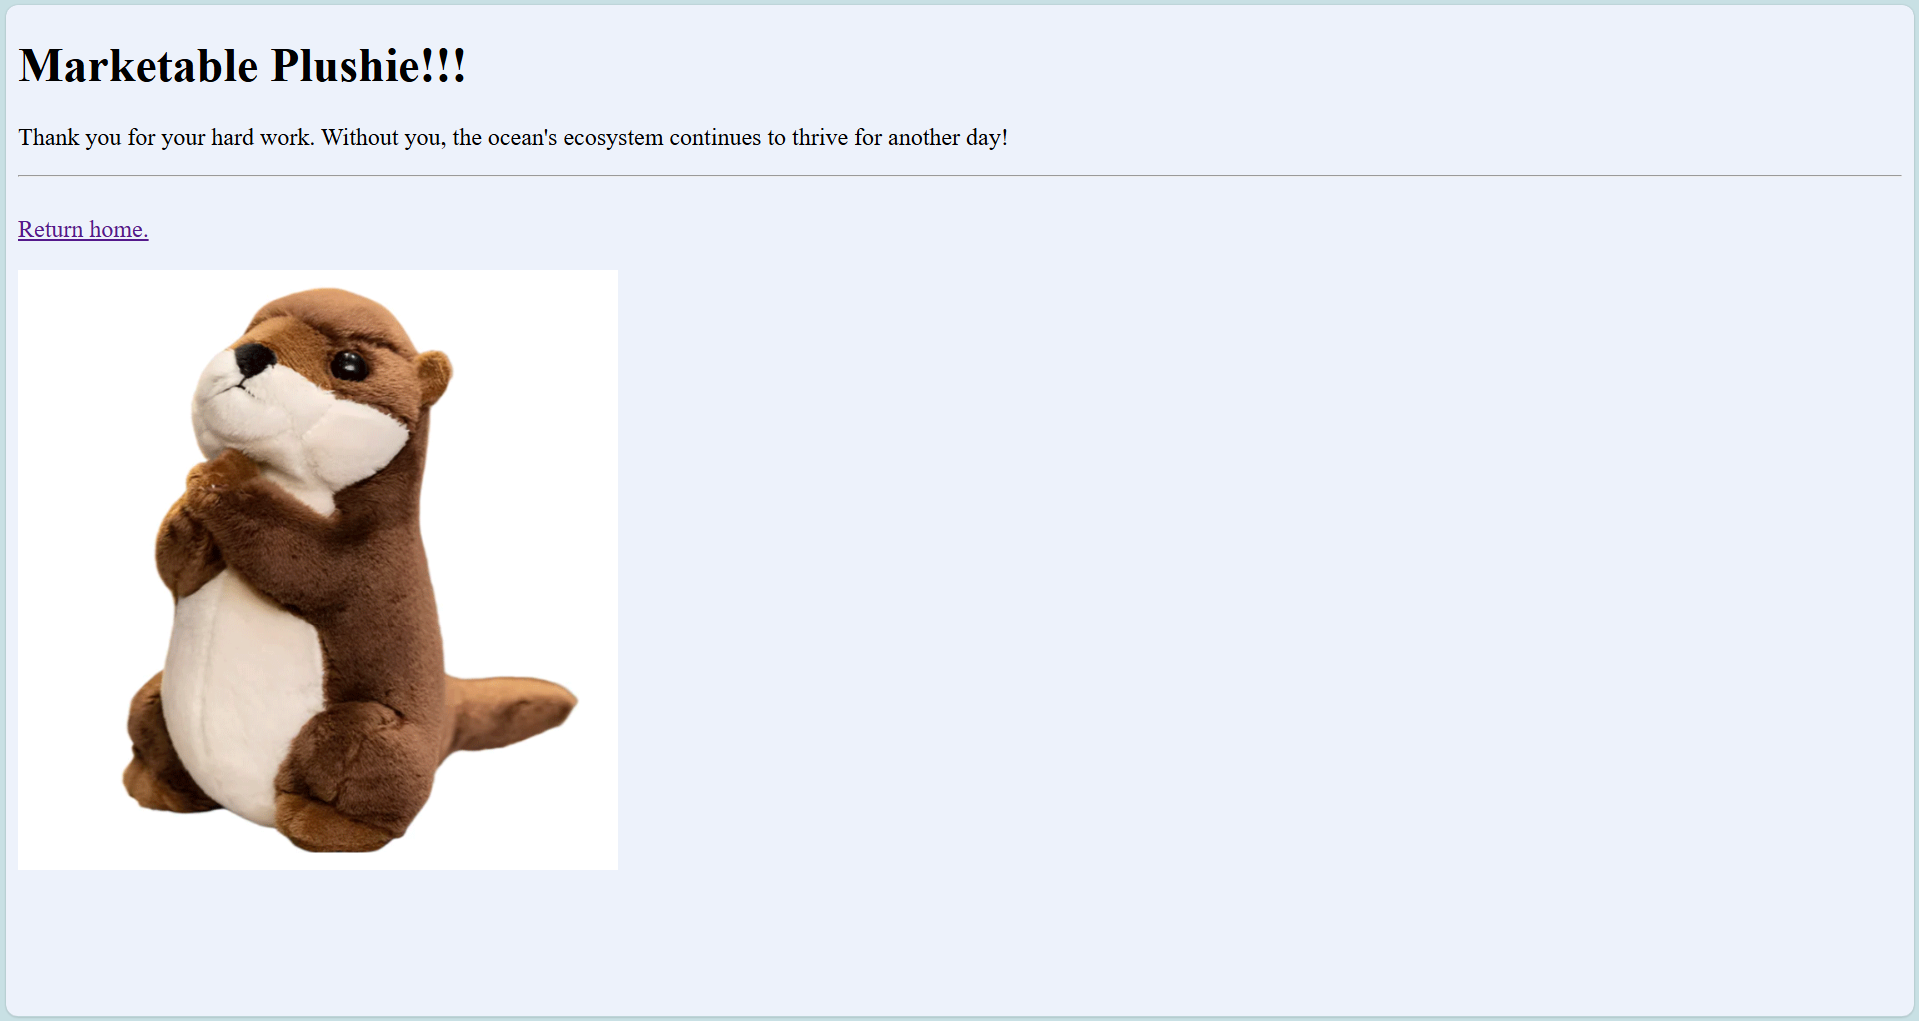 Marketable Plushie!!!
Thank you for your hard work. Without you, the ocean's ecosystem continues to thrive for another day!
Return home.